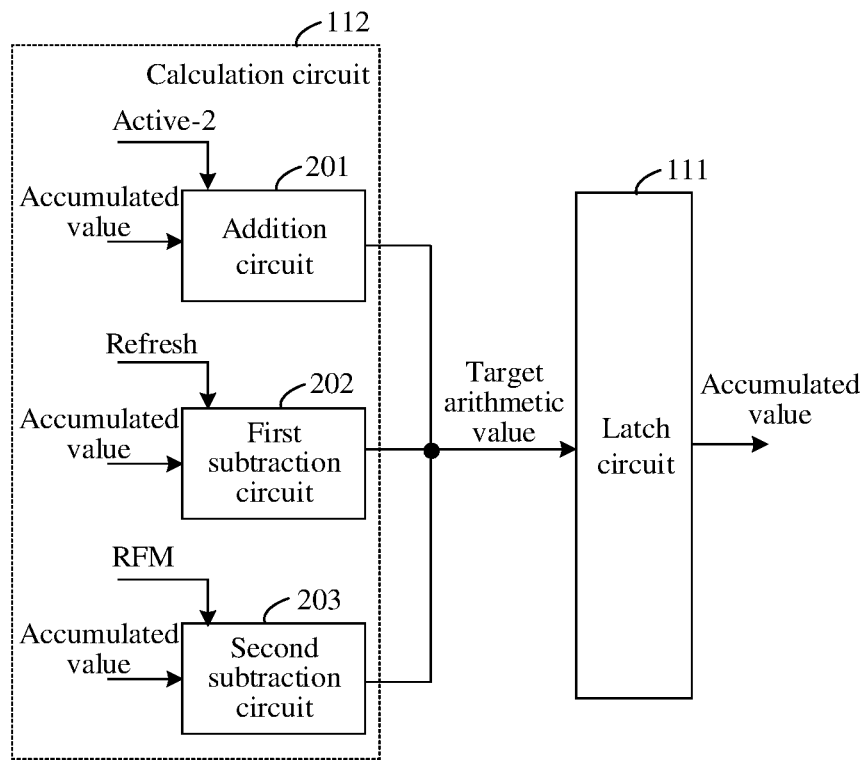 112
Calculation circuit
Active-2
201
Accumulated
value
Addition
circuit
Refresh
202
Accumulated
value
First
subtraction
circuit
RFM
203
Accumulated
value
Second
subtraction
circuit
Target
arithmetic
value
111
Latch
circuit
Accumulated
value